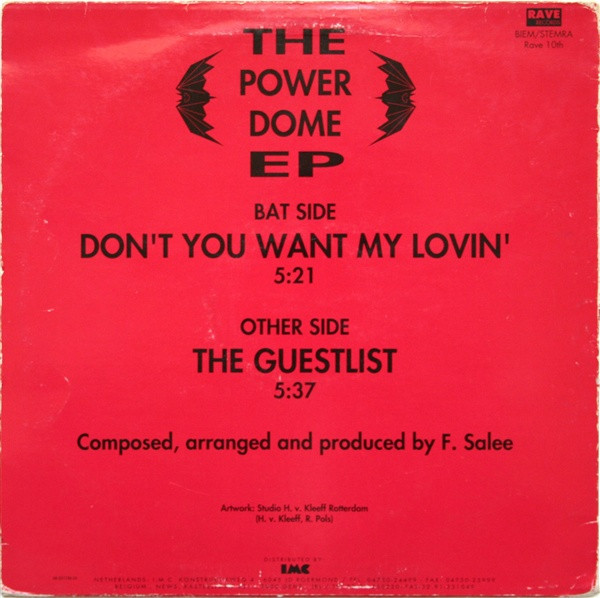 THE
POWER
DOME
EP
RAVE
RECORDS
BIEM/STEMRA
Rave 10th
BAT SIDE
DON'T YOU WANT MY LOVIN'
5:21
OTHER SIDE
THE GUESTLIST
5:37
Composed, arranged and produced by F. Salee
Artwork: Studio H. v. Kleeff Rotterdam
(H. v. Kleeff, R. Pols)
DISTRIBUTED BY:
IMC
NETHERLANDS: I.M.C.
BELGIUM